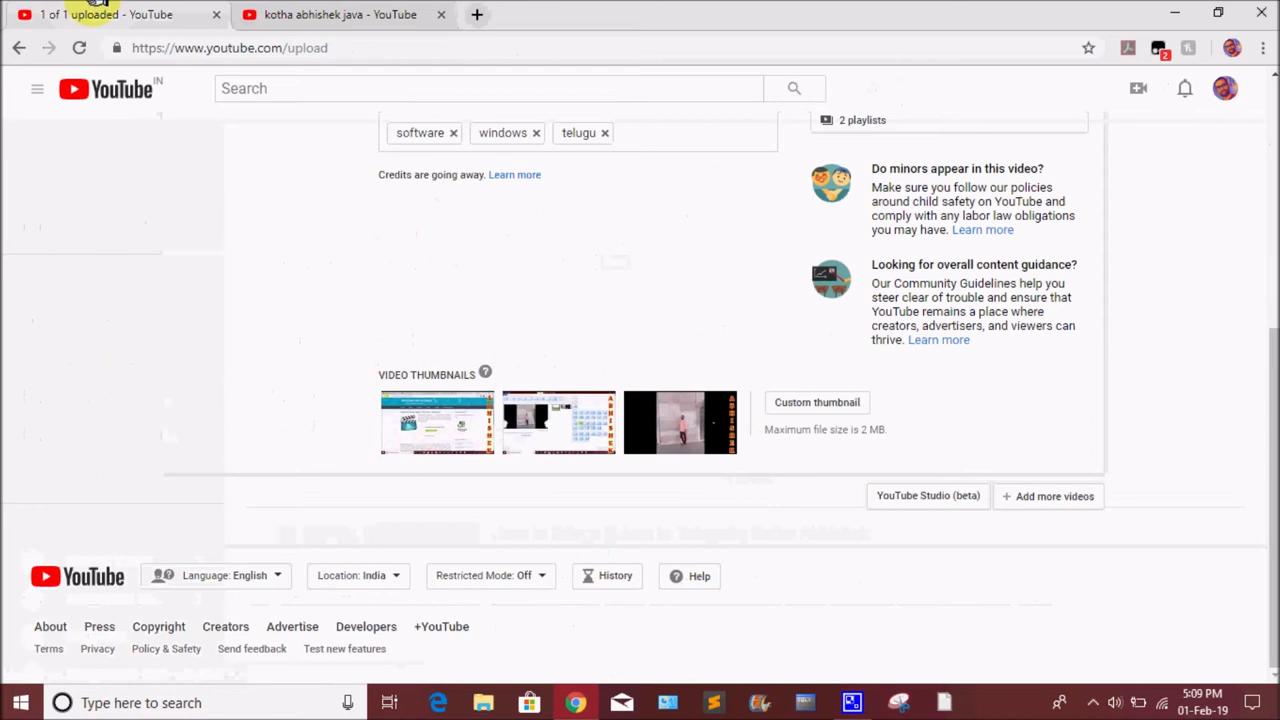 1 of 1 uploaded - YouTube
kotha abhishek java - YouTube
https://www.youtube.com/upload
2
YouTube IN
Search
software
windows
telugu
2 playlists
Credits are going away. Learn more
Do minors appear in this video?
Make sure you follow our policies
around child safety on YouTube and
comply with any labor law obligations
you may have. Learn more
Looking for overall content guidance?
Our Community Guidelines help you
steer clear of trouble and ensure that
YouTube remains a place where
creators, advertisers, and viewers can
thrive. Learn more
VIDEO THUMBNAILS ?
ABHISHEK
ABHISHEK
ABHISHEK
Custom thumbnail
Maximum file size is 2 MB.
YouTube Studio (beta)
+ Add more videos
YouTube
Language: English
Location: India
Restricted Mode: Off
History
? Help
About Press Copyright Creators Advertise Developers +YouTube
Terms Privacy Policy & Safety Send feedback Test new features
Type here to search
5:09 PM
01-Feb-19